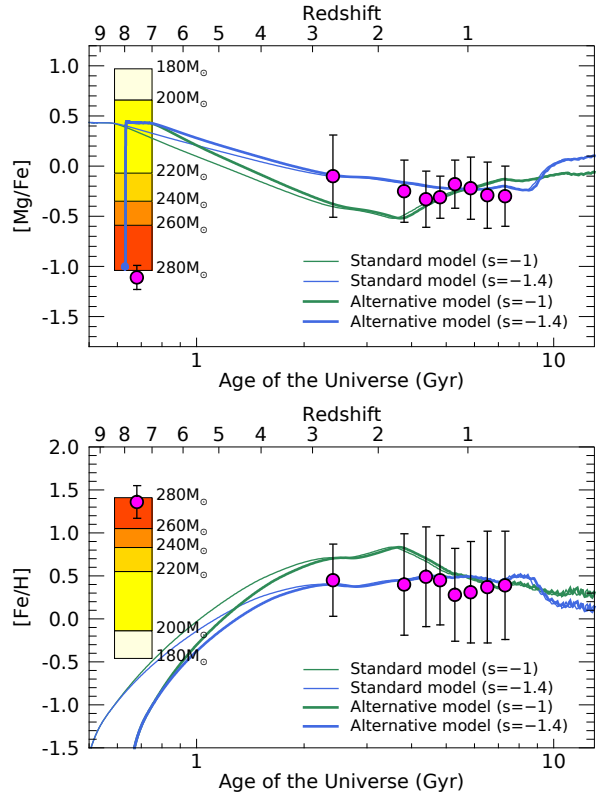 Redshift
9 8 7 6 5 4 3 2 1
1.0
0.5
0.0
-0.5
-1.0
-1.5
[Mg/Fe]
180M⊙
200M⊙
220M⊙
240M⊙
260M⊙
280M⊙
Standard model (s=−1)
Standard model (s=−1.4)
Alternative model (s=−1)
Alternative model (s=−1.4)
1 10
Age of the Universe (Gyr)
Redshift
9 8 7 6 5 4 3 2 1
2.0
1.5
1.0
0.5
0.0
-0.5
-1.0
-1.5
[Fe/H]
280M⊙
260M⊙
240M⊙
220M⊙
200M⊙
180M⊙
Standard model (s=−1)
Standard model (s=−1.4)
Alternative model (s=−1)
Alternative model (s=−1.4)
1 10
Age of the Universe (Gyr)